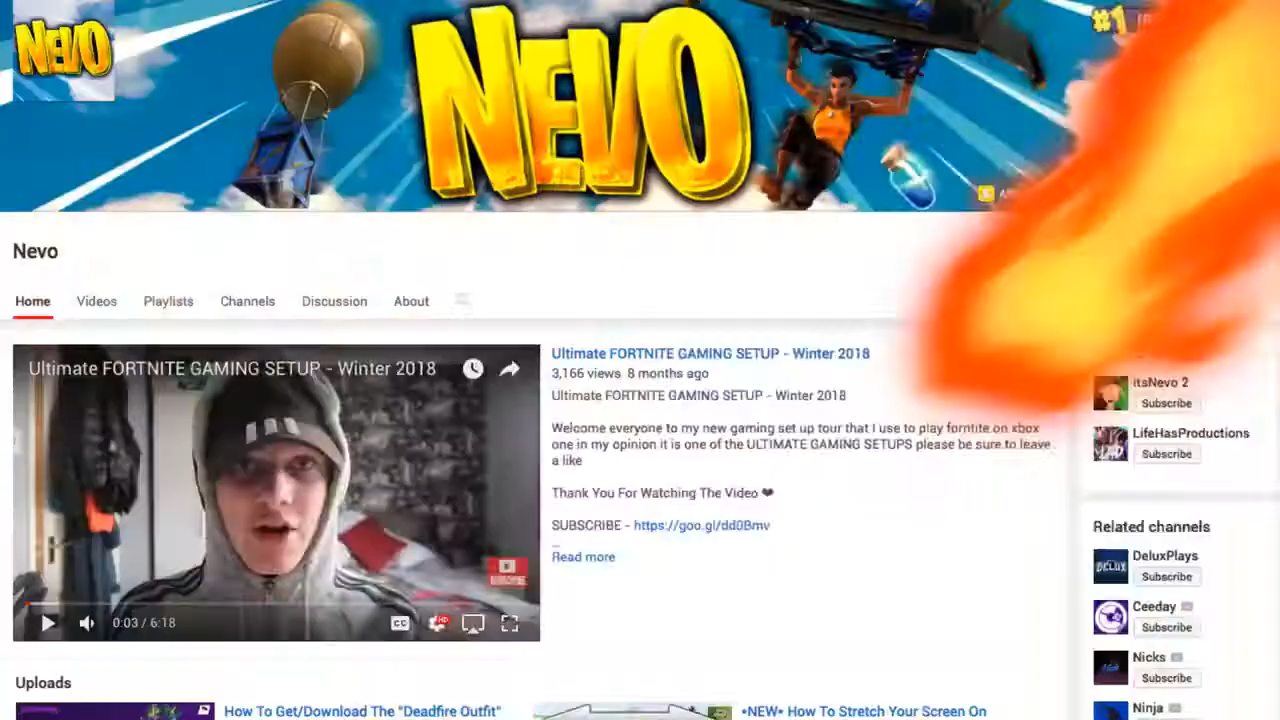 NEVO
NEVO
#1
Nevo
Home Videos Playlists Channels Discussion About
Ultimate FORTNITE GAMING SETUP - Winter 2018
0:03 / 6:18
CC
HD
SUBSCRIBE
Ultimate FORTNITE GAMING SETUP - Winter 2018
3,166 views 8 months ago
Ultimate FORTNITE GAMING SETUP - Winter 2018
Welcome everyone to my new gaming set up tour that I use to play forntite on xbox
one in my opinion it is one of the ULTIMATE GAMING SETUPS please be sure to leave
a like
Thank You For Watching The Video ❤
SUBSCRIBE - https://goo.gl/dd0Bmv
...
Read more
itsNevo 2
Subscribe
LifeHasProductions
Subscribe
Related channels
DELUX
DeluxPlays
Subscribe
Ceeday
Subscribe
Nicks
Subscribe
Ninja
Uploads
How To Get/Download The "Deadfire Outfit"
*NEW* How To Stretch Your Screen On